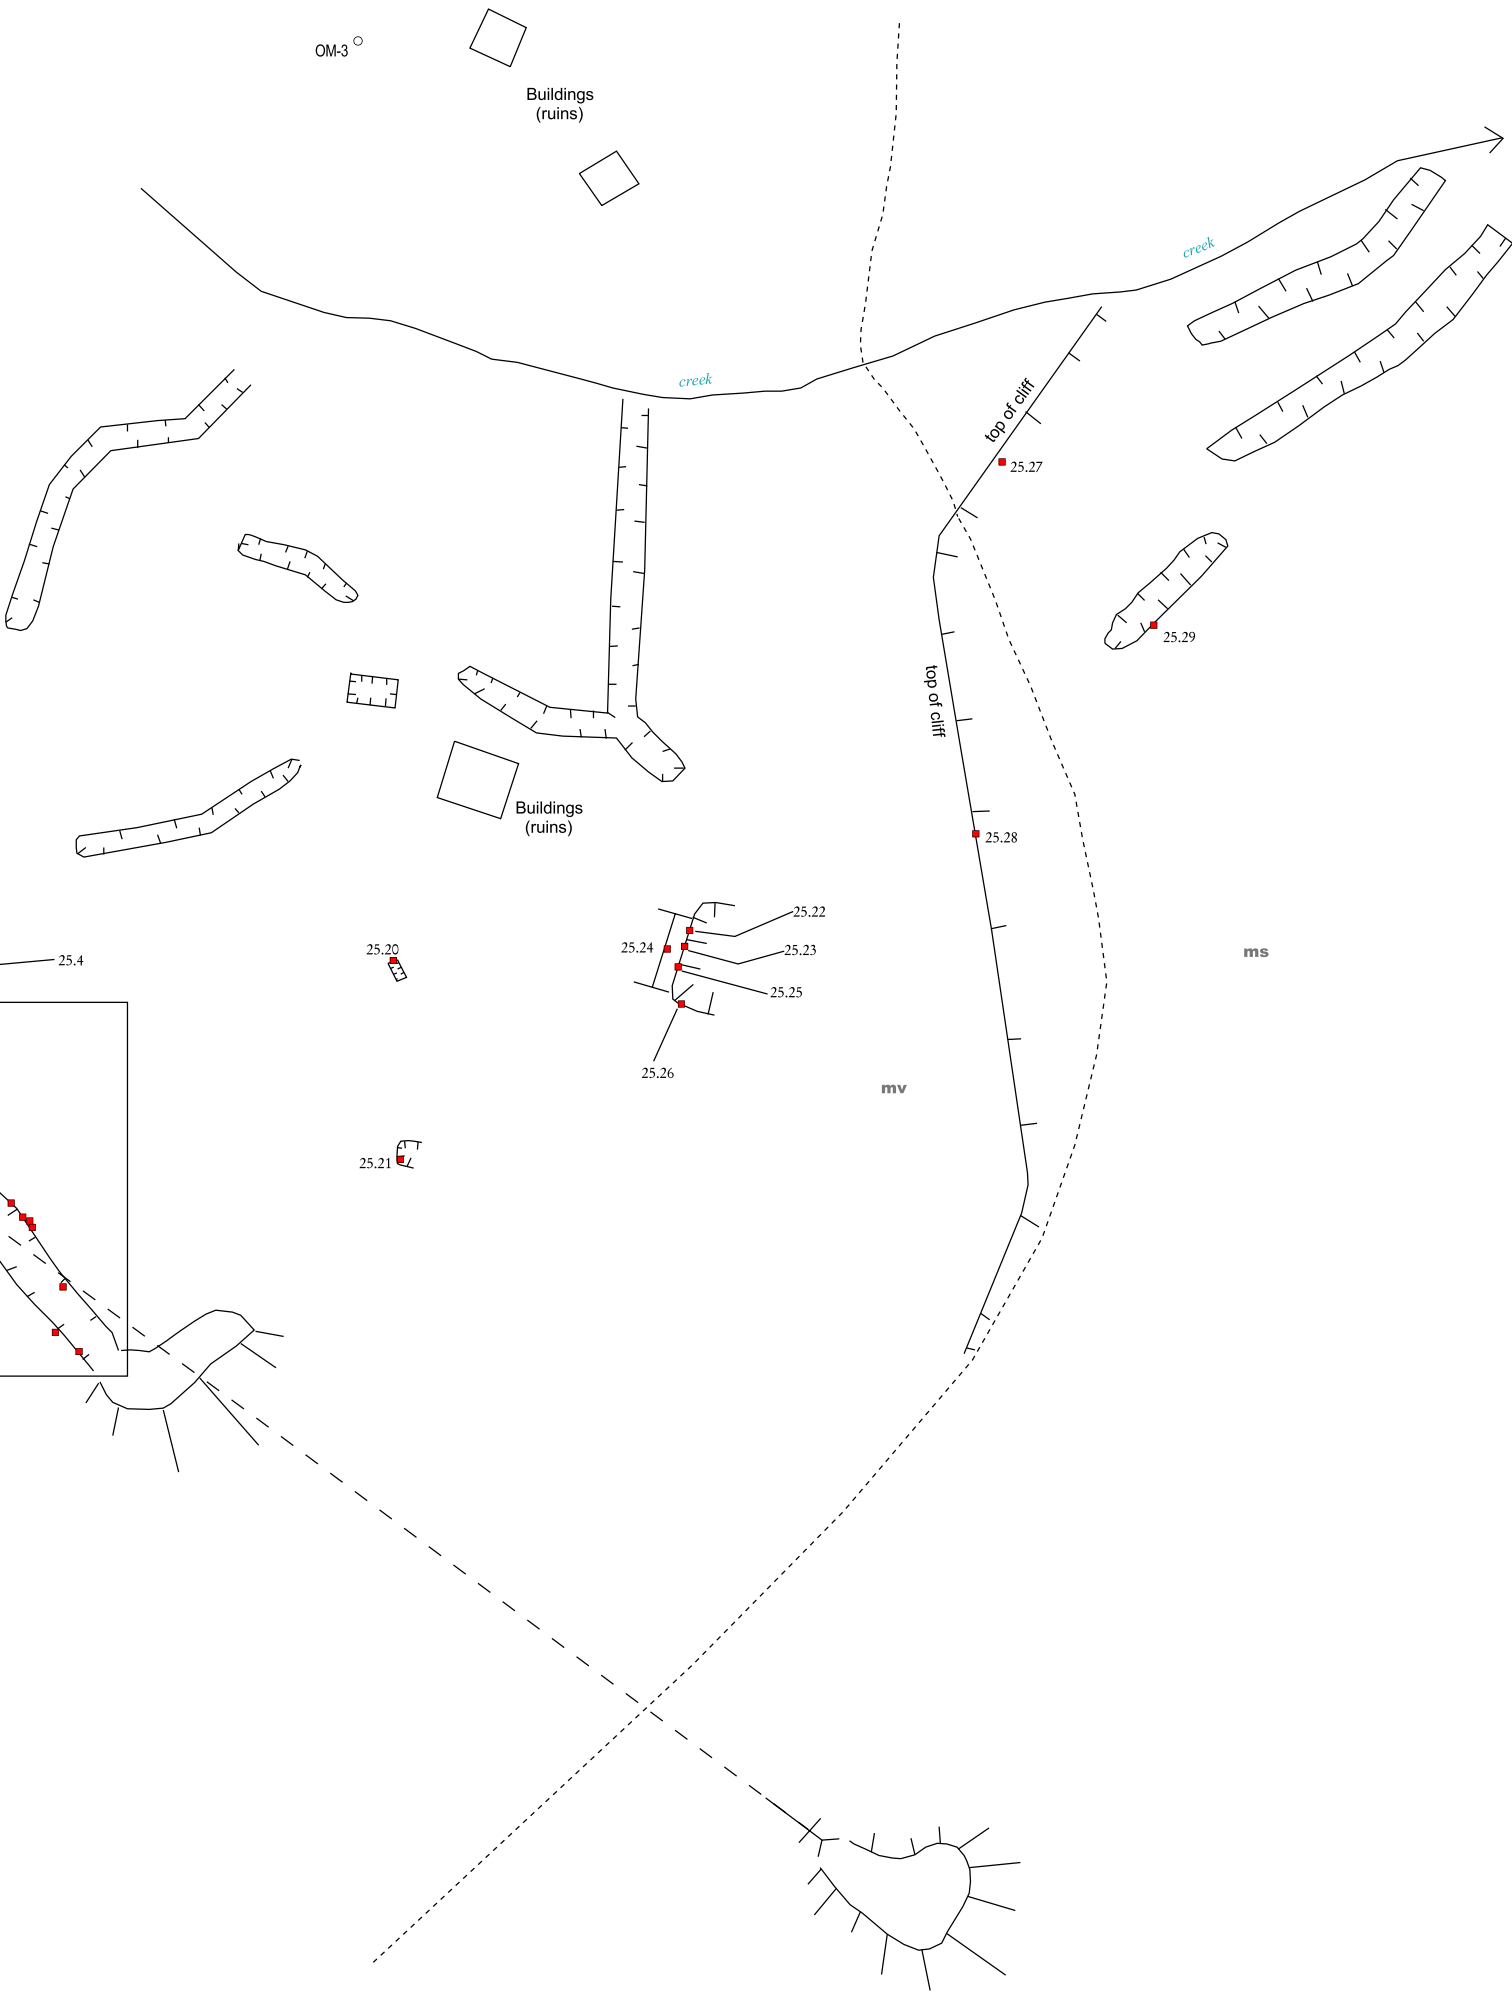 OM-3
Buildings
(ruins)
creek
creek
top of cliff
25.27
25.29
top of cliff
Buildings
(ruins)
25.28
25.22
25.20
25.24
25.23
25.4
ms
25.25
25.26
mv
25.21